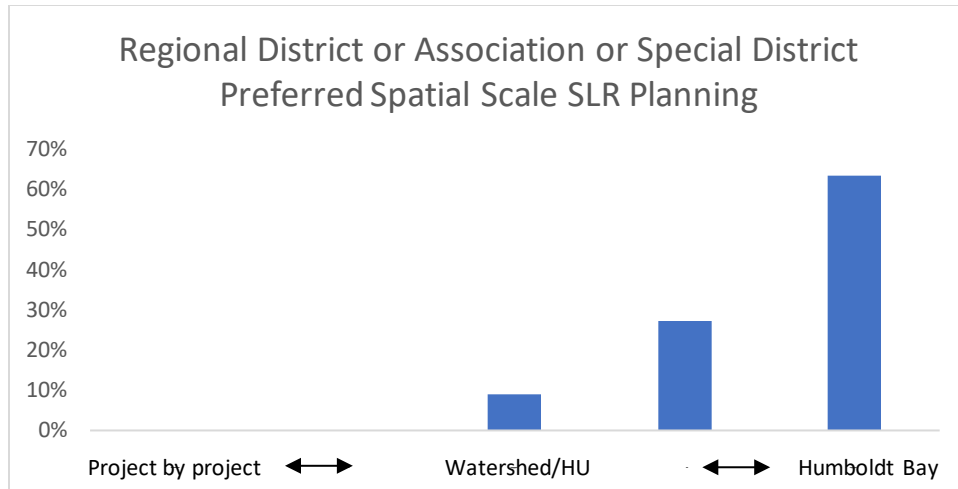 Regional District or Association or Special District
Preferred Spatial Scale SLR Planning
70%
60%
50%
40%
30%
20%
10%
0%
Project by project ↔ Watershed/HU ↔ Humboldt Bay